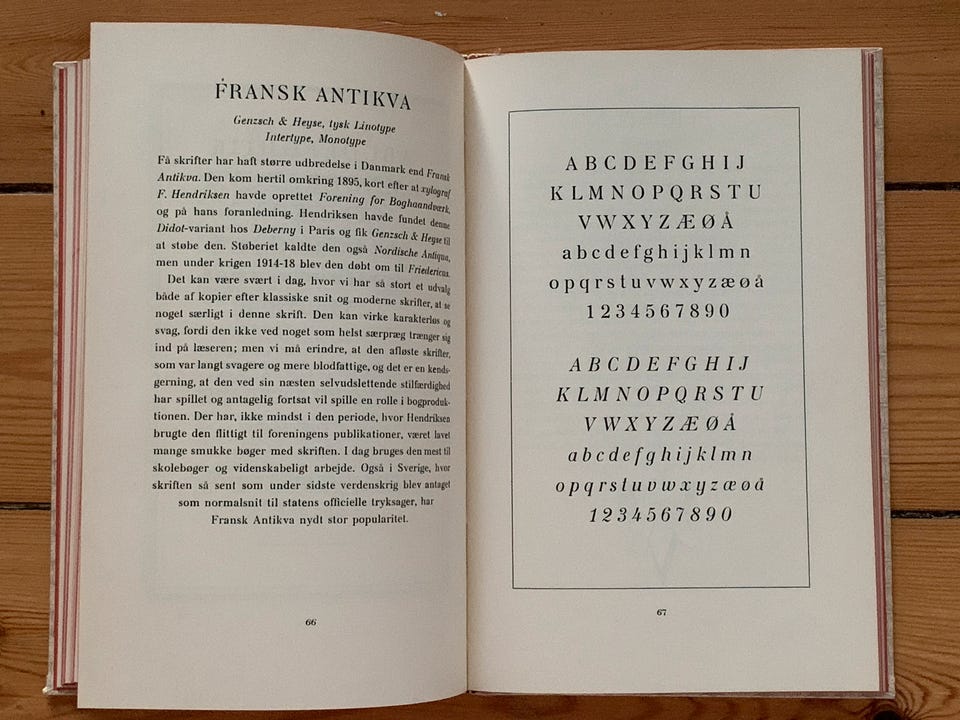 FRANSK ANTIKVA
Genzsch & Heyse, tysk Linotype
Intertype, Monotype
Få skrifter har haft større udbredelse i Danmark end Fransk
Antikva. Den kom hertil omkring 1895, kort efter at xylograf
F. Hendriksen havde oprettet Forening for Boghaandværk,
og på hans foranledning. Hendriksen havde fundet denne
Didot-variant hos Deberny i Paris og fik Genzsch & Heyse til
at støbe den. Støberiet kaldte den også Nordische Antiqua,
men under krigen 1914-18 blev den døbt om til Friedericus.
Det kan være svært i dag, hvor vi har så stort et udvalg
både af kopier efter klassiske snit og moderne skrifter, at se
noget særligt i denne skrift. Den kan virke karakterløs og
svag, fordi den ikke ved noget som helst særpræg trænger sig
ind på læseren; men vi må erindre, at den afløste skrifter,
som var langt svagere og mere blodfattige, og det er en kends-
gerning, at den ved sin næsten selvudslettende stilfærdighed
har spillet og antagelig fortsat vil spille en rolle i bogproduk-
tionen. Der har, ikke mindst i den periode, hvor Hendriksen
brugte den flittigt til foreningens publikationer, været lavet
mange smukke bøger med skriften. I dag bruges den mest til
skolebøger og videnskabeligt arbejde. Også i Sverige, hvor
skriften så sent som under sidste verdenskrig blev antaget
som normalsnit til statens officielle tryksager, har
Fransk Antikva nydt stor popularitet.
66
ABCDEFGHIJ
KLMNOPQRSTU
VWXYZÆØÅ
abcdefghijklmn
opqrstuvwxyzæøå
1234567890
ABCDEFGHIJ
KLMNOPQRSTU
VWXYZÆØÅ
abcdefghijklmn
opqrstuvwxyzæøå
1234567890
67